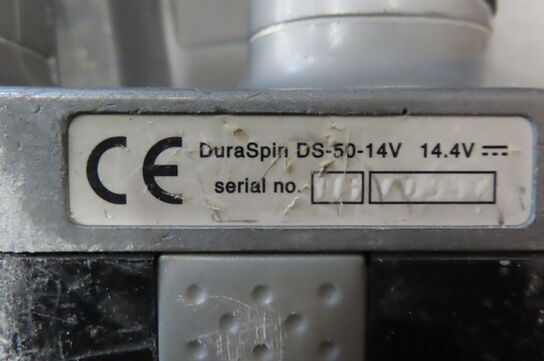 CE DuraSpin DS-50-14V 14.4V
serial no.